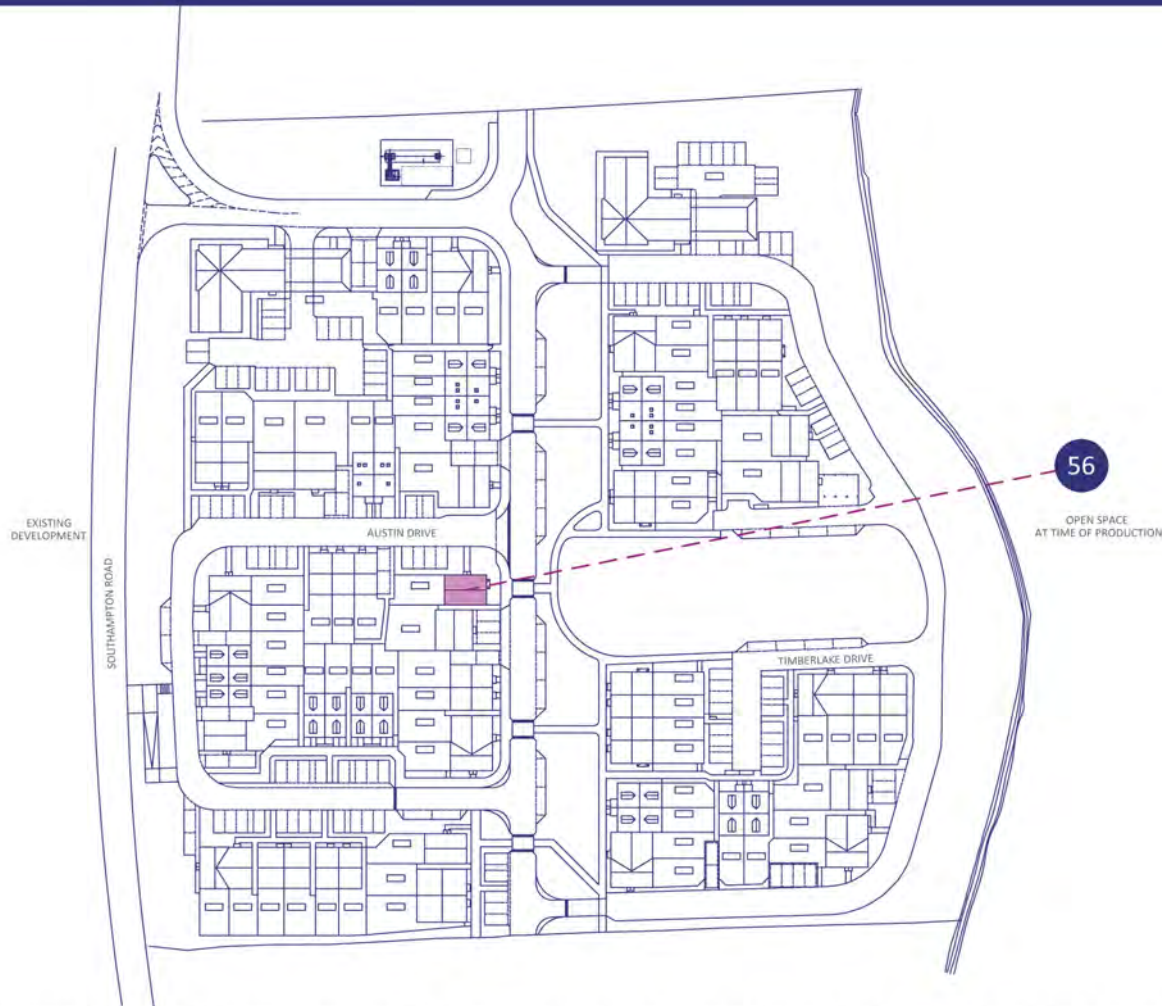 56
OPEN SPACE
AT TIME OF PRODUCTION
EXISTING
DEVELOPMENT
AUSTIN DRIVE
SOUTHAMPTON ROAD
TIMBERLAKE DRIVE